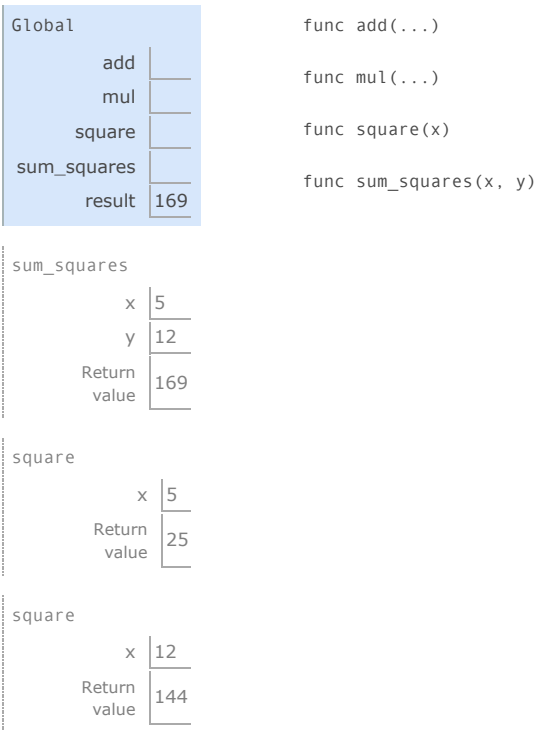 Global
add
mul
square
sum_squares
result 169
func add(...)
func mul(...)
func square(x)
func sum_squares(x, y)
sum_squares
x 5
y 12
Return
value 169
square
x 5
Return
value 25
square
x 12
Return
value 144